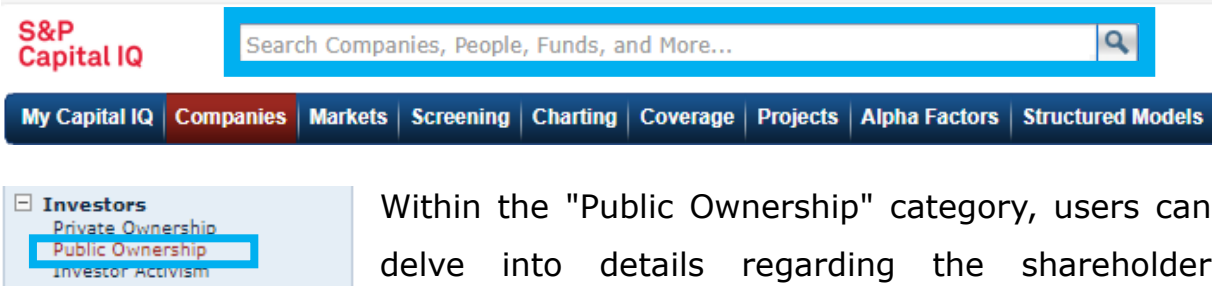 S&P
Capital IQ
Search Companies, People, Funds, and More...
My Capital IQ Companies Markets Screening Charting Coverage Projects Alpha Factors Structured Models
Investors
Private Ownership
Public Ownership
Investor Activism
Within the "Public Ownership" category, users can
delve into details regarding the shareholder